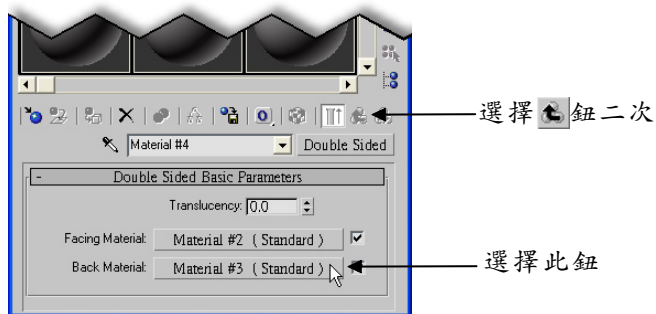 選擇鈕二次
Material #4 Double Sided
- Double Sided Basic Parameters
Translucency: 0.0
Facing Material: Material #2 ( Standard )
Back Material: Material #3 ( Standard )
選擇此鈕